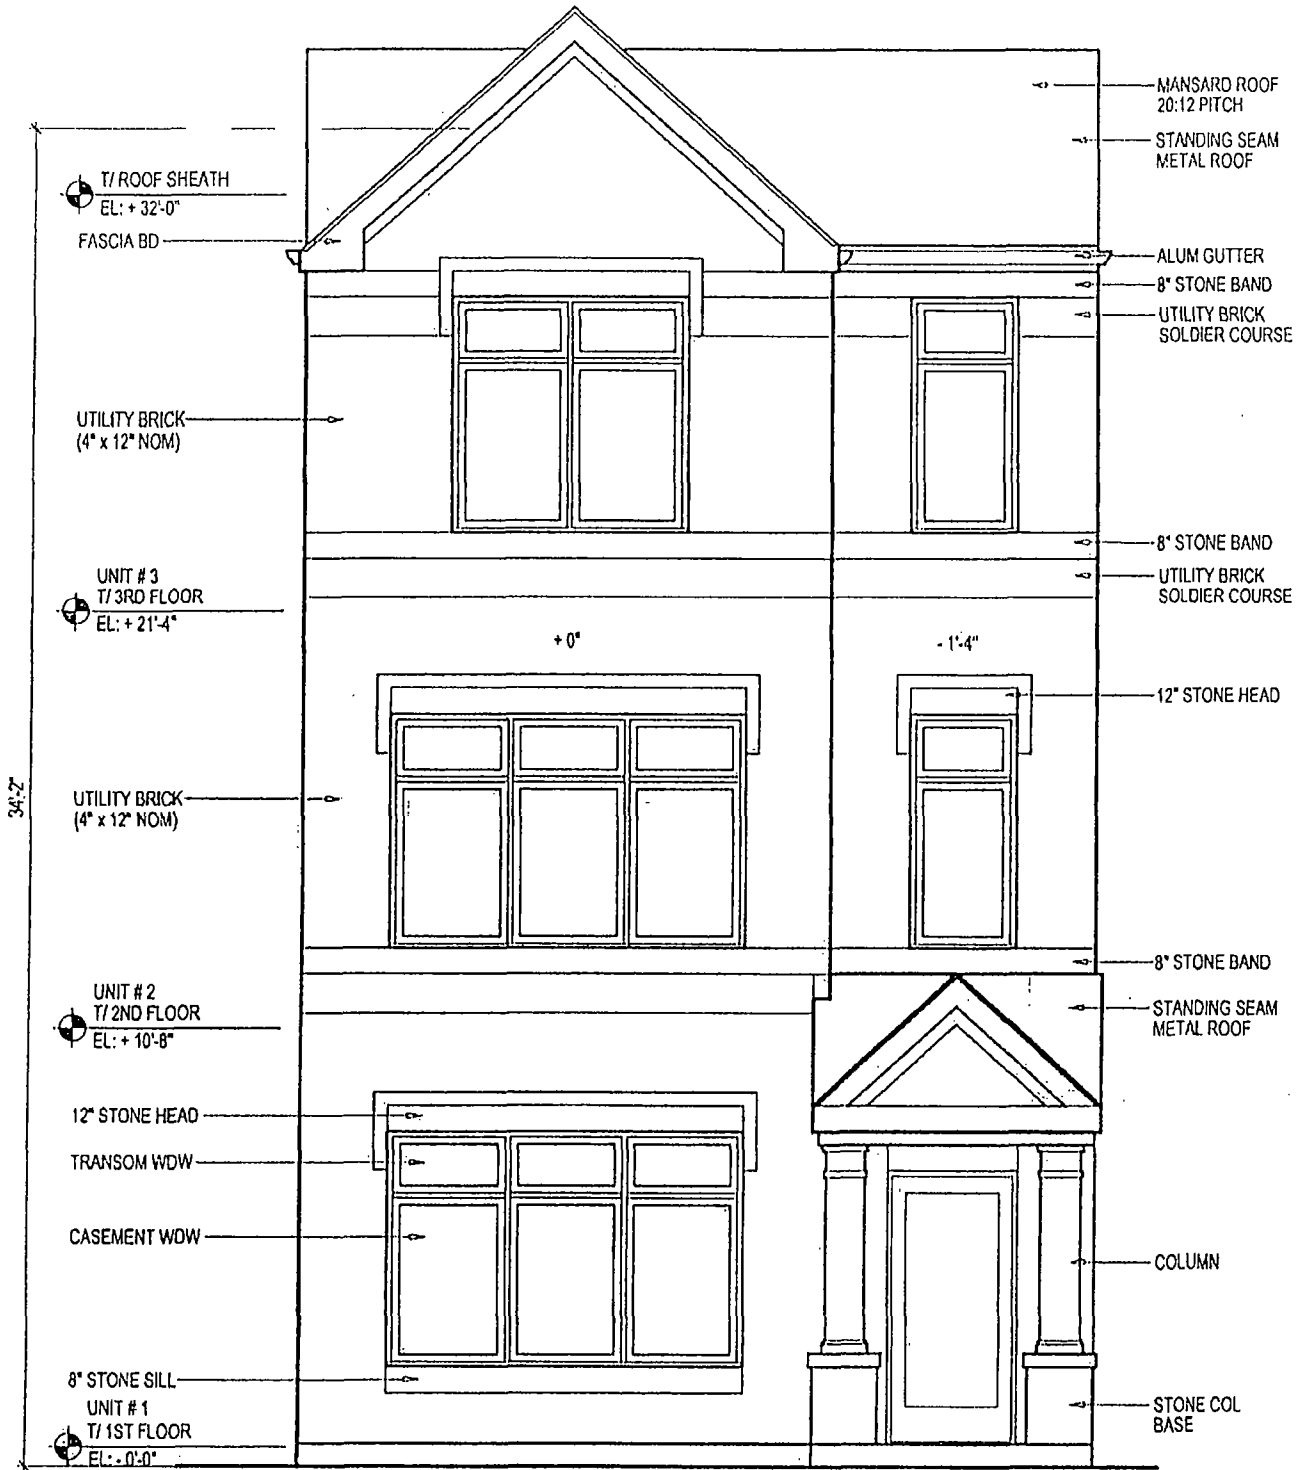 MANSARD ROOF
20:12 PITCH
STANDING SEAM
METAL ROOF
T/ ROOF SHEATH
EL: + 32'-0"
FASCIA BD
ALUM GUTTER
8" STONE BAND
UTILITY BRICK
SOLDIER COURSE
UTILITY BRICK
(4" x 12" NOM)
8" STONE BAND
UTILITY BRICK
SOLDIER COURSE
UNIT # 3
T/ 3RD FLOOR
EL: + 21'-4"
+ 0"
- 1'-4"
12" STONE HEAD
34'-2"
UTILITY BRICK
(4" x 12" NOM)
8" STONE BAND
STANDING SEAM
METAL ROOF
UNIT # 2
T/ 2ND FLOOR
EL: + 10'-8"
12" STONE HEAD
TRANSOM WDW
CASEMENT WDW
COLUMN
8" STONE SILL
UNIT # 1
T/ 1ST FLOOR
EL: - 0'-0"
STONE COL
BASE